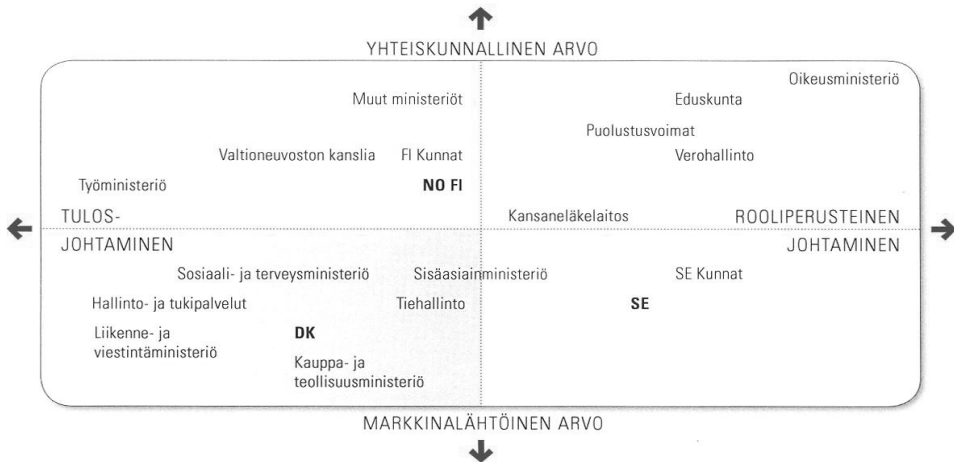 YHTEISKUNNALLINEN ARVO
Oikeusministeriö
Muut ministeriöt
Eduskunta
Puolustusvoimat
Valtioneuvoston kanslia
FI Kunnat
Verohallinto
Työministeriö
NO FI
TULOS-
Kansaneläkelaitos
ROOLIPERUSTEINEN
JOHTAMINEN
JOHTAMINEN
Sosiaali- ja terveysministeriö
Sisäasiainministeriö
SE Kunnat
Hallinto- ja tukipalvelut
Tiehallinto
SE
Liikenne- ja
viestintäministeriö
DK
Kauppa- ja
teollisuusministeriö
MARKKINALÄHTÖINEN ARVO